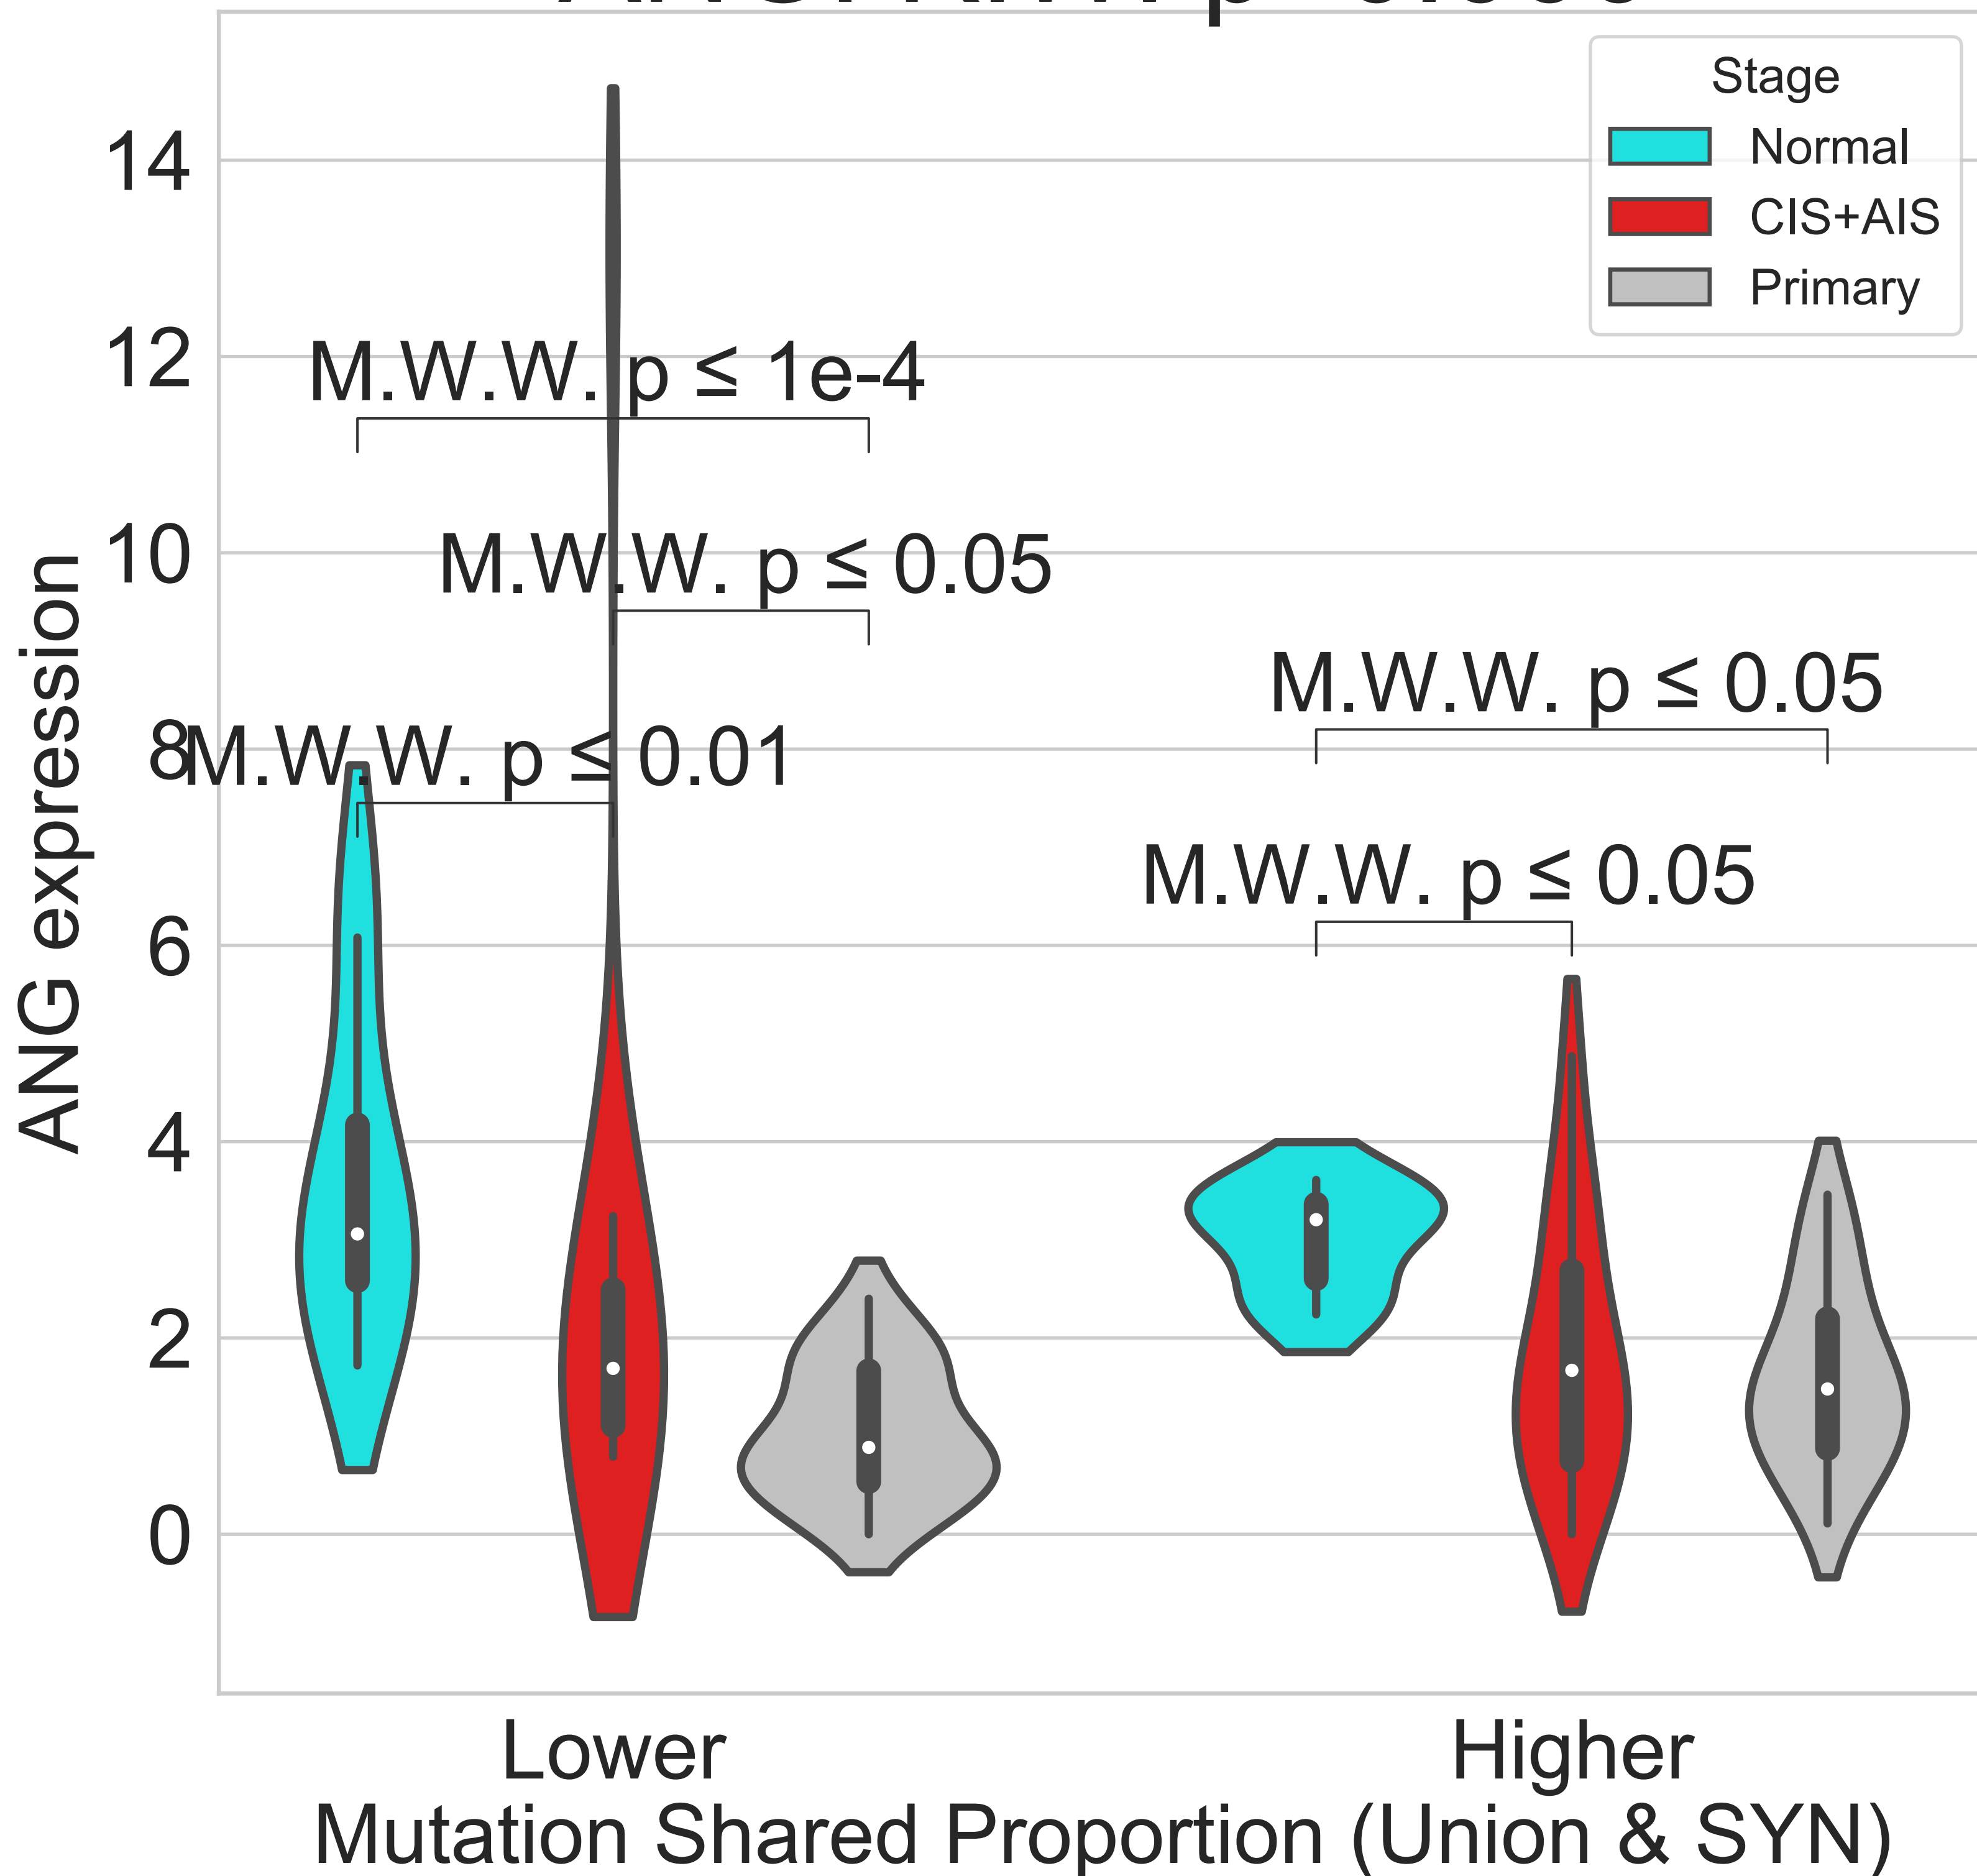 Stage
Normal
CIS+AIS
Primary
14
12
10
8
6
4
2
0
ANG expression
M.W.W. p ≤ 1e-4
M.W.W. p ≤ 0.05
M.W.W. p ≤ 0.01
M.W.W. p ≤ 0.05
M.W.W. p ≤ 0.05
Lower
Higher
Mutation Shared Proportion (Union & SYN)